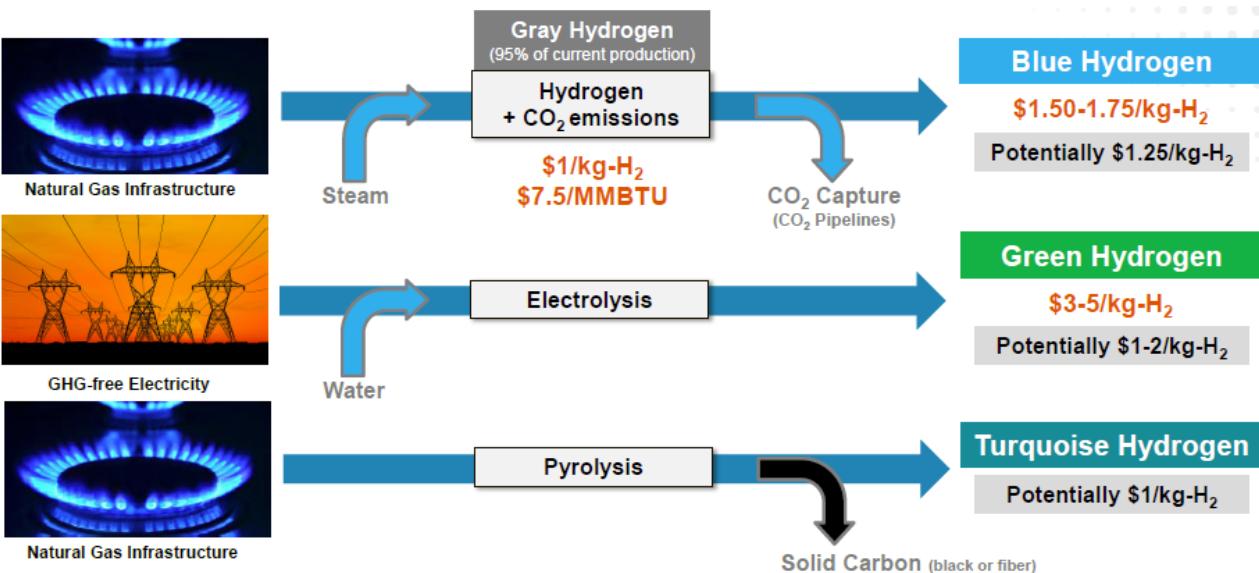 Gray Hydrogen
(95% of current production)
Hydrogen
+ CO₂ emissions
$1/kg-H₂
$7.5/MMBTU
Natural Gas Infrastructure
Steam
CO₂ Capture
(CO₂ Pipelines)
Blue Hydrogen
$1.50-1.75/kg-H₂
Potentially $1.25/kg-H₂
GHG-free Electricity
Water
Electrolysis
Green Hydrogen
$3-5/kg-H₂
Potentially $1-2/kg-H₂
Natural Gas Infrastructure
Pyrolysis
Solid Carbon (black or fiber)
Turquoise Hydrogen
Potentially $1/kg-H₂